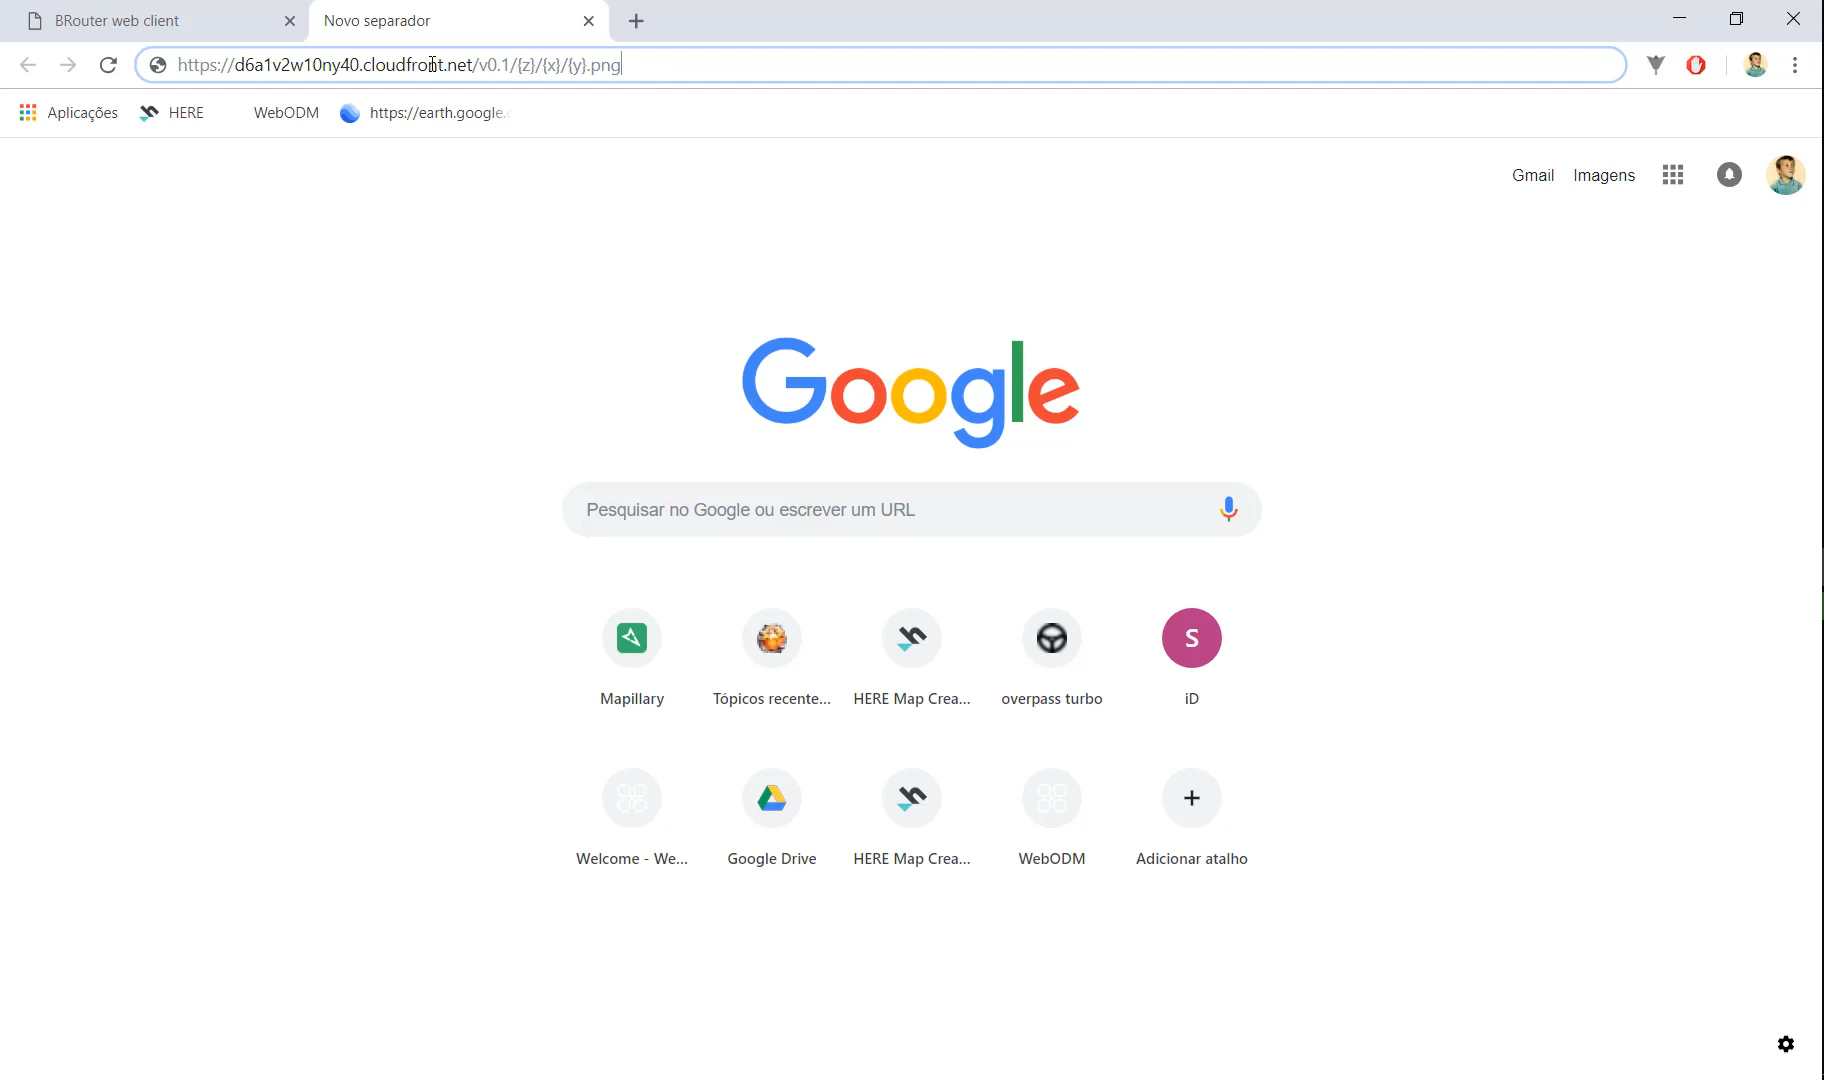 BRouter web client
Novo separador
https://d6a1v2w10ny40.cloudfront.net/v0.1/{z}/{x}/{y}.png
Aplicações HERE WebODM https://earth.google.
Gmail Imagens
Google
Pesquisar no Google ou escrever um URL
S
Mapillary Tópicos recente... HERE Map Crea... overpass turbo iD
Welcome - We... Google Drive HERE Map Crea... WebODM Adicionar atalho